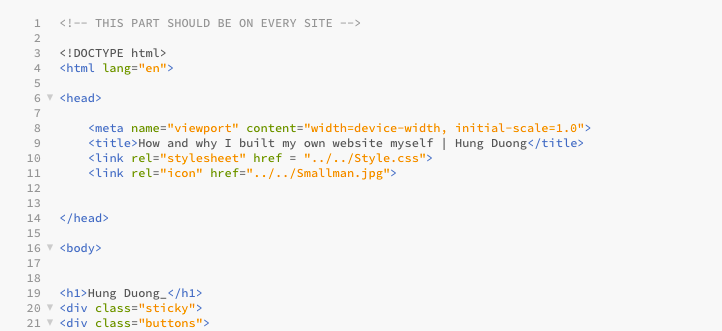 1 <!-- THIS PART SHOULD BE ON EVERY SITE -->
2
3 <!DOCTYPE html>
4 <html lang="en">
5
6 <head>
7
8 <meta name="viewport" content="width=device-width, initial-scale=1.0">
9 <title>How and why I built my own website myself | Hung Duong</title>
10 <link rel="stylesheet" href = "../../Style.css">
11 <link rel="icon" href="../../Smallman.jpg">
12
13
14 </head>
15
16 <body>
17
18
19 <h1>Hung Duong_</h1>
20 <div class="sticky">
21 <div class="buttons">